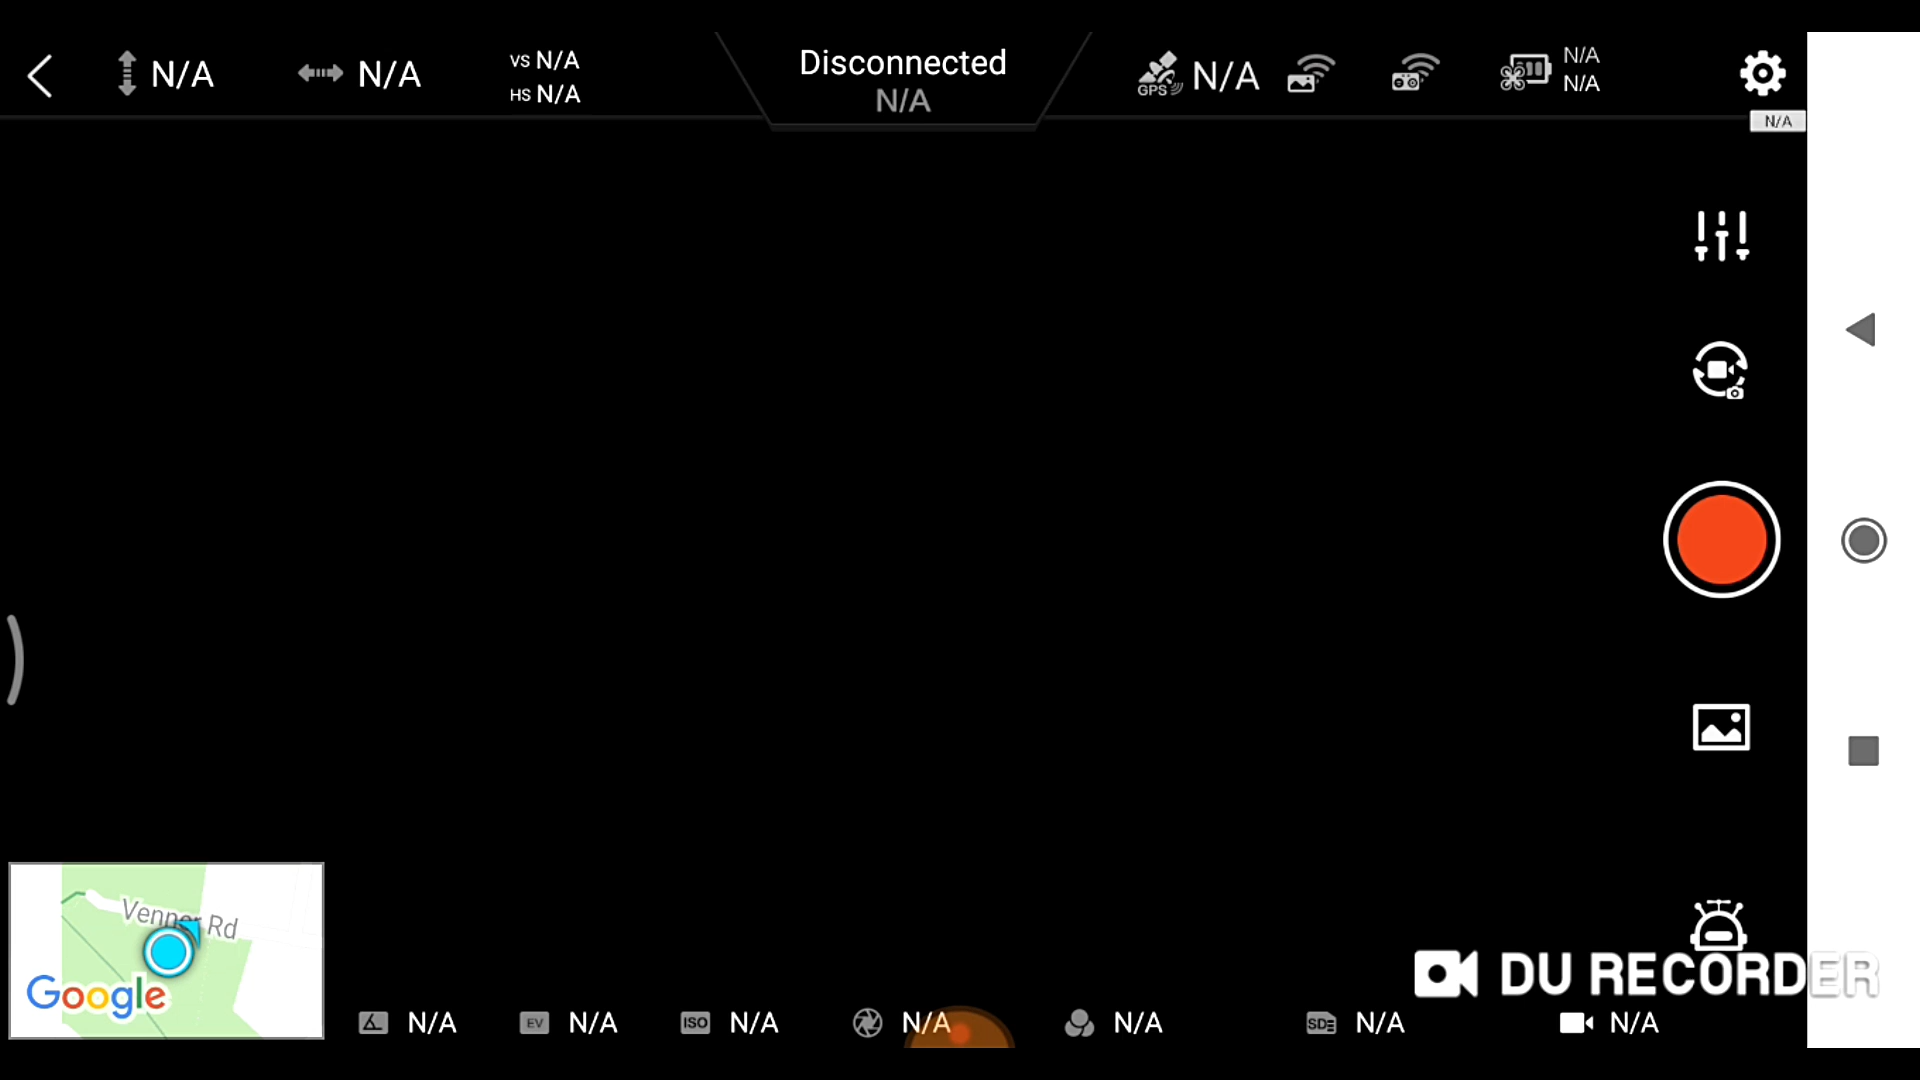 N/A
N/A
VS N/A
HS N/A
Disconnected
N/A
GPS N/A
N/A
N/A
N/A
Venner Rd
Google
N/A
EV N/A
ISO N/A
N/A
N/A
SD N/A
N/A
DU RECORDER